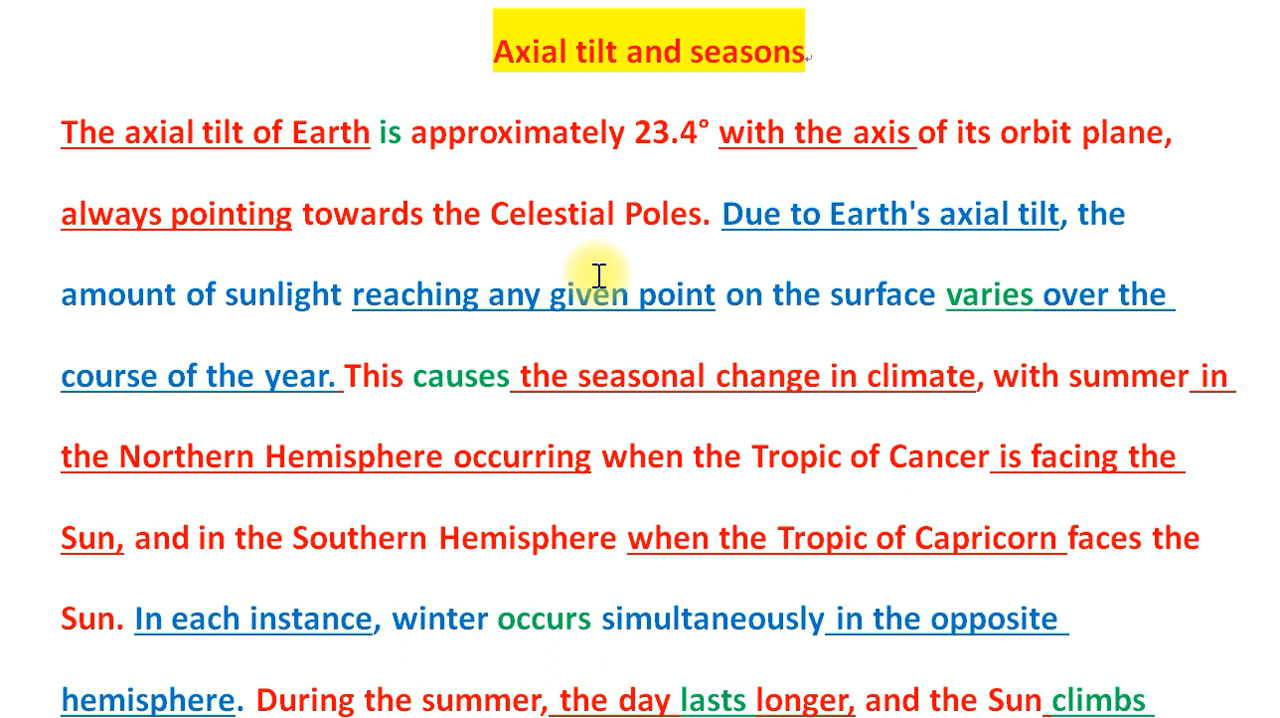 Axial tilt and seasons
The axial tilt of Earth is approximately 23.4° with the axis of its orbit plane,
always pointing towards the Celestial Poles. Due to Earth's axial tilt, the
amount of sunlight reaching any given point on the surface varies over the
course of the year. This causes the seasonal change in climate, with summer in
the Northern Hemisphere occurring when the Tropic of Cancer is facing the
Sun, and in the Southern Hemisphere when the Tropic of Capricorn faces the
Sun. In each instance, winter occurs simultaneously in the opposite
hemisphere. During the summer, the day lasts longer, and the Sun climbs